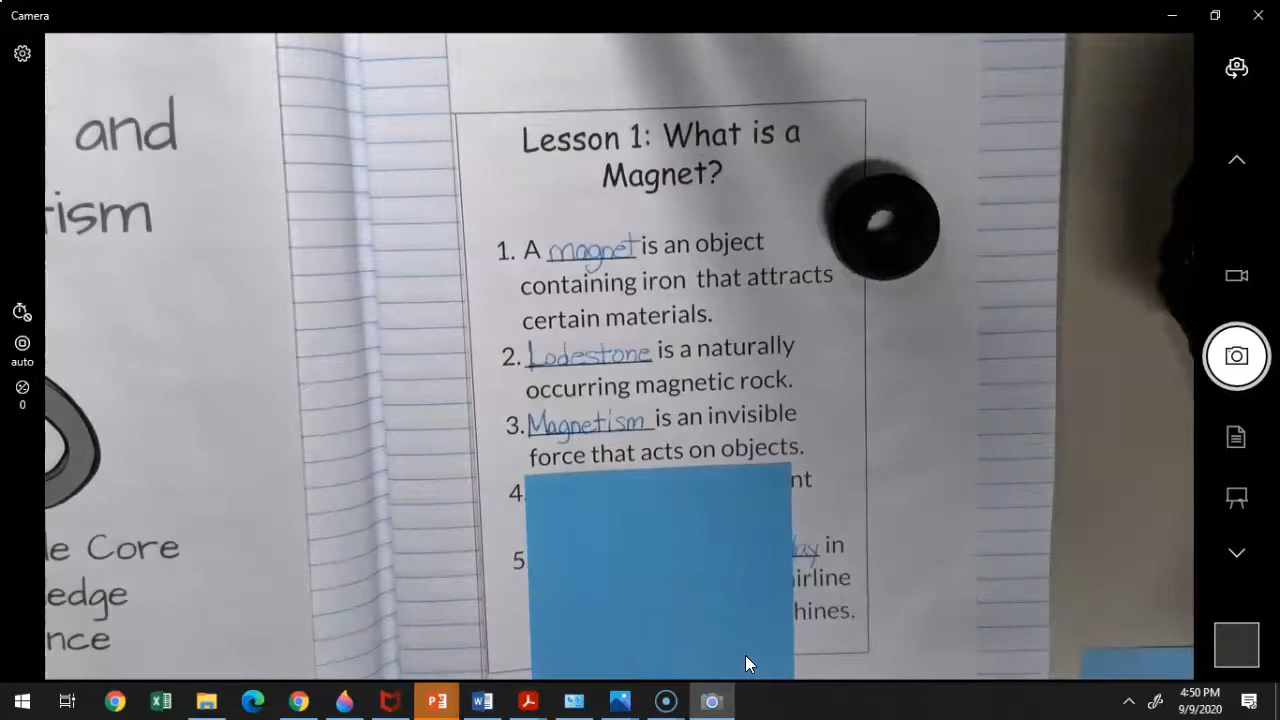 Camera
and
tism
le Core
edge
nce
Lesson 1: What is a
Magnet?
1. A magnet is an object
containing iron that attracts
certain materials.
2. Lodestone is a naturally
occurring magnetic rock.
3. Magnetism is an invisible
force that acts on objects.
4
nt
5
ay in
irline
hines.
auto
0
4:50 PM
9/9/2020